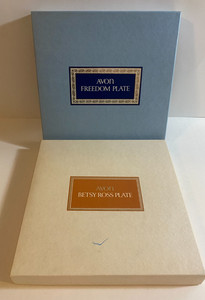 AVON
FREEDOM PLATE
AVON
BETSY ROSS PLATE